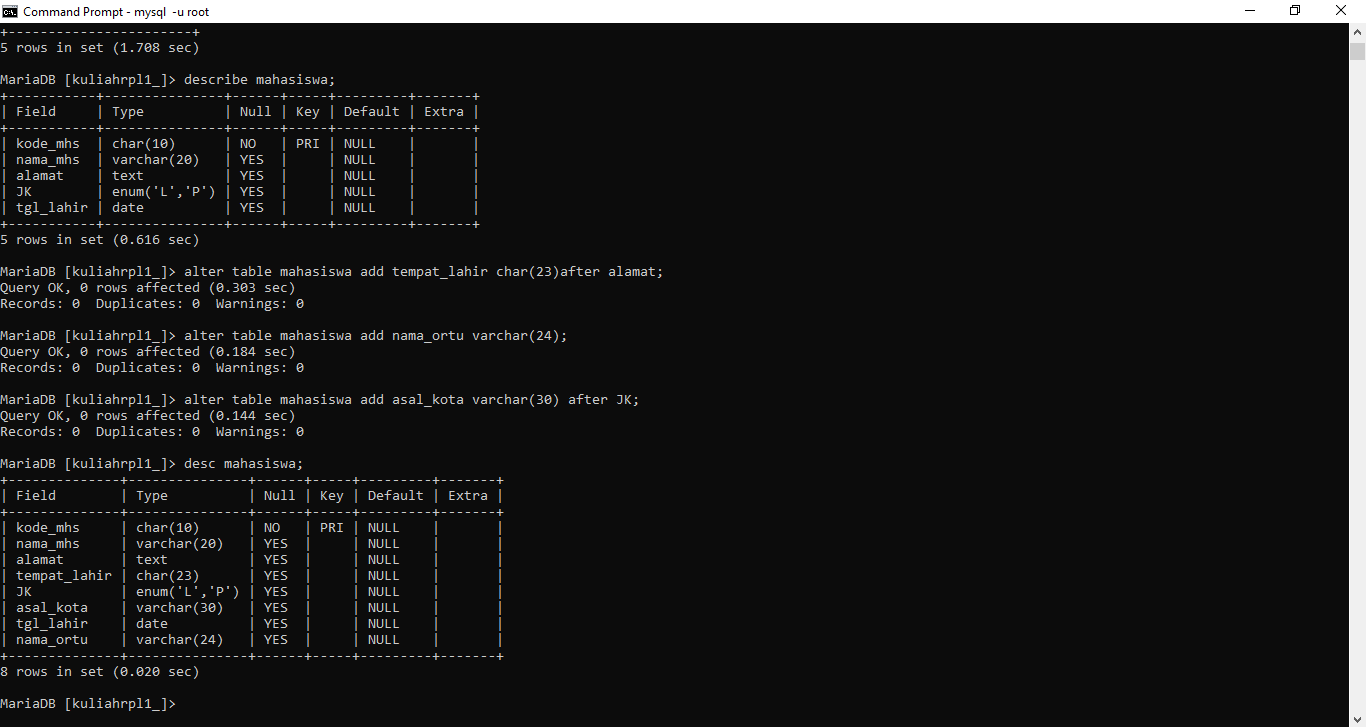 Command Prompt - mysql -u root
+-----------------------+
5 rows in set (1.708 sec)
MariaDB [kuliahrpl1_]> describe mahasiswa;
+-----------+---------------+------+-----+---------+-------+
| Field     | Type          | Null | Key | Default | Extra |
+-----------+---------------+------+-----+---------+-------+
| kode_mhs  | char(10)      | NO   | PRI | NULL    |       |
| nama_mhs  | varchar(20)   | YES  |     | NULL    |       |
| alamat    | text          | YES  |     | NULL    |       |
| JK        | enum('L','P') | YES  |     | NULL    |       |
| tgl_lahir | date          | YES  |     | NULL    |       |
+-----------+---------------+------+-----+---------+-------+
5 rows in set (0.616 sec)
MariaDB [kuliahrpl1_]> alter table mahasiswa add tempat_lahir char(23)after alamat;
Query OK, 0 rows affected (0.303 sec)
Records: 0  Duplicates: 0  Warnings: 0
MariaDB [kuliahrpl1_]> alter table mahasiswa add nama_ortu varchar(24);
Query OK, 0 rows affected (0.184 sec)
Records: 0  Duplicates: 0  Warnings: 0
MariaDB [kuliahrpl1_]> alter table mahasiswa add asal_kota varchar(30) after JK;
Query OK, 0 rows affected (0.144 sec)
Records: 0  Duplicates: 0  Warnings: 0
MariaDB [kuliahrpl1_]> desc mahasiswa;
+--------------+---------------+------+-----+---------+-------+
| Field        | Type          | Null | Key | Default | Extra |
+--------------+---------------+------+-----+---------+-------+
| kode_mhs     | char(10)      | NO   | PRI | NULL    |       |
| nama_mhs     | varchar(20)   | YES  |     | NULL    |       |
| alamat       | text          | YES  |     | NULL    |       |
| tempat_lahir | char(23)      | YES  |     | NULL    |       |
| JK           | enum('L','P') | YES  |     | NULL    |       |
| asal_kota    | varchar(30)   | YES  |     | NULL    |       |
| tgl_lahir    | date          | YES  |     | NULL    |       |
| nama_ortu    | varchar(24)   | YES  |     | NULL    |       |
+--------------+---------------+------+-----+---------+-------+
8 rows in set (0.020 sec)
MariaDB [kuliahrpl1_]>